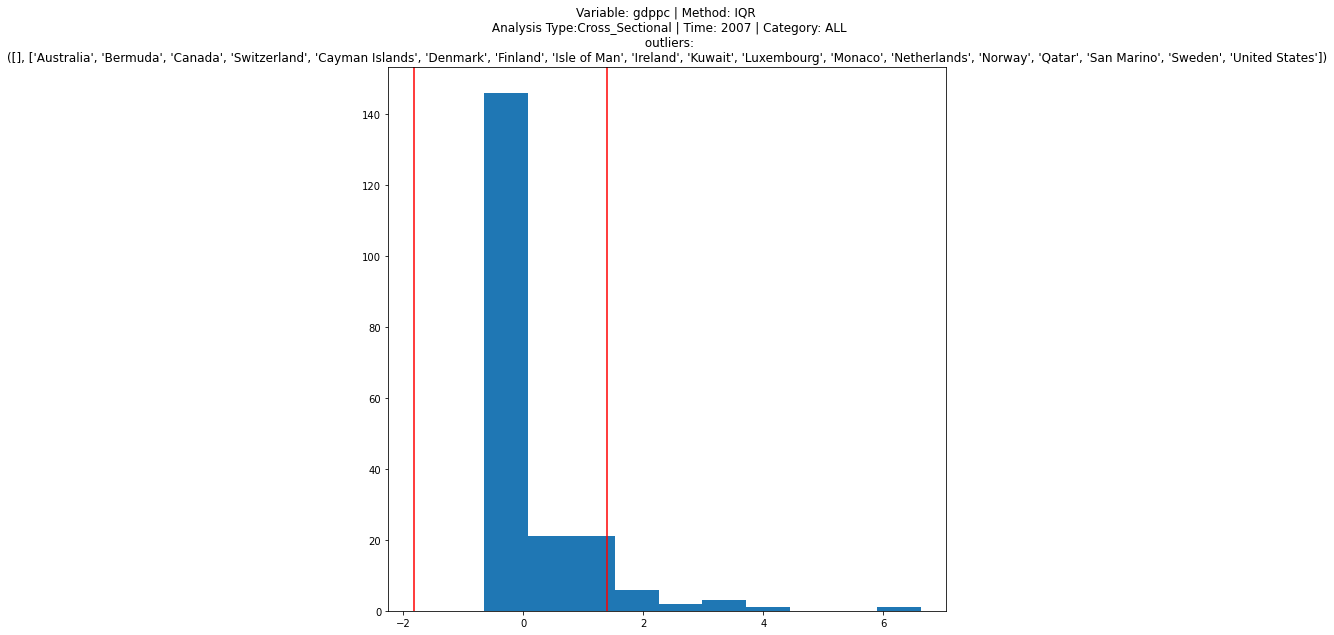 Variable: gdppc | Method: IQR
Analysis Type:Cross_Sectional | Time: 2007 | Category: ALL
outliers:
([], ['Australia', 'Bermuda', 'Canada', 'Switzerland', 'Cayman Islands', 'Denmark', 'Finland', 'Isle of Man', 'Ireland', 'Kuwait', 'Luxembourg', 'Monaco', 'Netherlands', 'Norway', 'Qatar', 'San Marino', 'Sweden', 'United States'])
140
120
100
80
60
40
20
0
−2 0 2 4 6